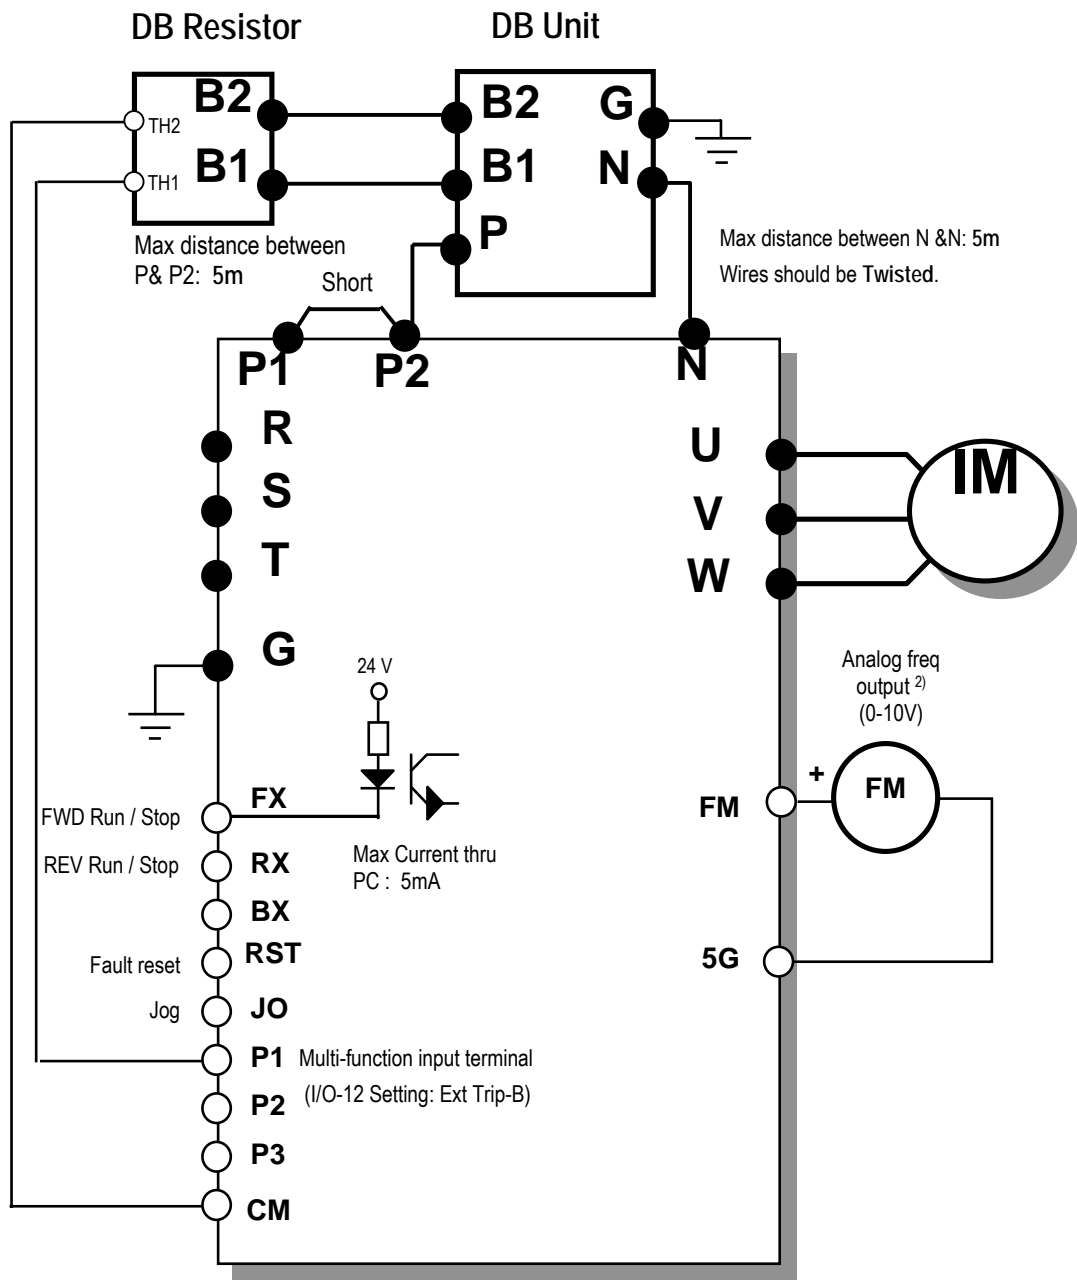 DB Resistor
DB Unit
B2
TH2
B1
TH1
B2
G
B1
N
P
Max distance between
P& P2: 5m
Short
Max distance between N &N: 5m
Wires should be Twisted.
P1
P2
N
R
S
T
G
U
V
W
IM
24 V
Analog freq
output 2)
(0-10V)
+
FM
FM
5G
FWD Run / Stop
FX
REV Run / Stop
RX
Max Current thru
PC : 5mA
BX
Fault reset
RST
Jog
JO
P1
Multi-function input terminal
(I/O-12 Setting: Ext Trip-B)
P2
P3
CM